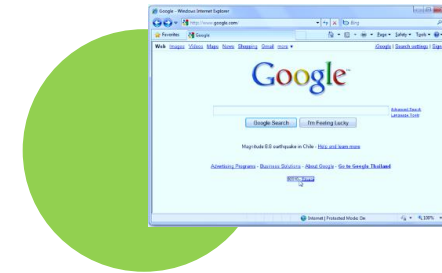 Google - Windows Internet Explorer
http://www.google.com/
Bing
Favorites Google
Page Safety Tools
Web Images Videos Maps News Shopping Gmail more
iGoogle | Search settings | Sign
Google
Advanced Search
Language Tools
Google Search I'm Feeling Lucky
Magnitude 8.8 earthquake in Chile - Help and learn more
Advertising Programs - Business Solutions - About Google - Go to Google Thailand
Internet | Protected Mode: On
100%